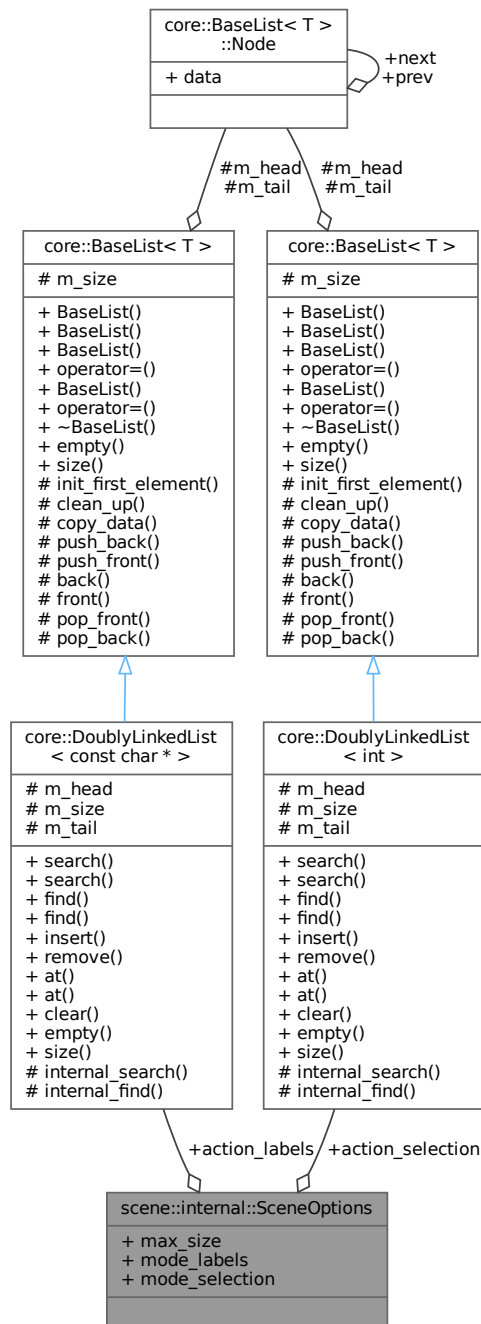 core::BaseList< T >
::Node
+ data
+next
+prev
#m_head
#m_tail
#m_head
#m_tail
core::BaseList< T >
# m_size
+ BaseList()
+ BaseList()
+ BaseList()
+ operator=()
+ BaseList()
+ operator=()
+ ~BaseList()
+ empty()
+ size()
# init_first_element()
# clean_up()
# copy_data()
# push_back()
# push_front()
# back()
# front()
# pop_front()
# pop_back()
core::BaseList< T >
# m_size
+ BaseList()
+ BaseList()
+ BaseList()
+ operator=()
+ BaseList()
+ operator=()
+ ~BaseList()
+ empty()
+ size()
# init_first_element()
# clean_up()
# copy_data()
# push_back()
# push_front()
# back()
# front()
# pop_front()
# pop_back()
core::DoublyLinkedList
< const char * >
# m_head
# m_size
# m_tail
+ search()
+ search()
+ find()
+ find()
+ insert()
+ remove()
+ at()
+ at()
+ clear()
+ empty()
+ size()
# internal_search()
# internal_find()
core::DoublyLinkedList
< int >
# m_head
# m_size
# m_tail
+ search()
+ search()
+ find()
+ find()
+ insert()
+ remove()
+ at()
+ at()
+ clear()
+ empty()
+ size()
# internal_search()
# internal_find()
+action_labels
+action_selection
scene::internal::SceneOptions
+ max_size
+ mode_labels
+ mode_selection